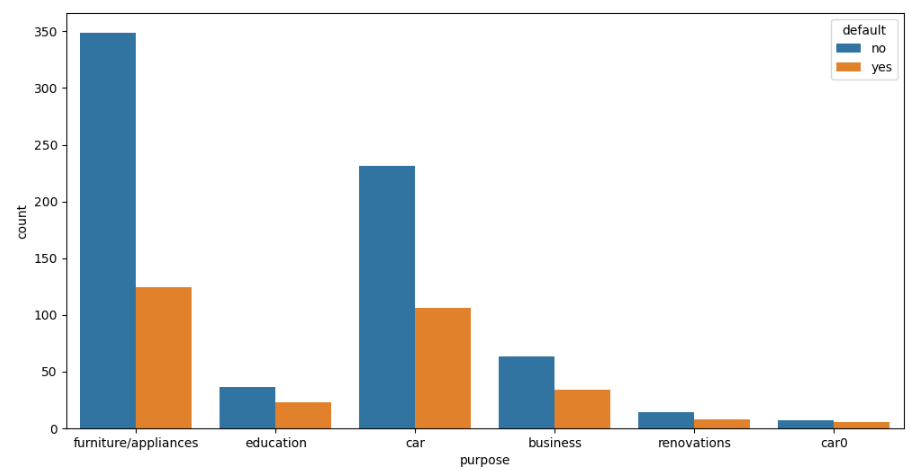 350
300
250
200
150
100
50
0
count
default
no
yes
furniture/appliances education car business renovations car0
purpose